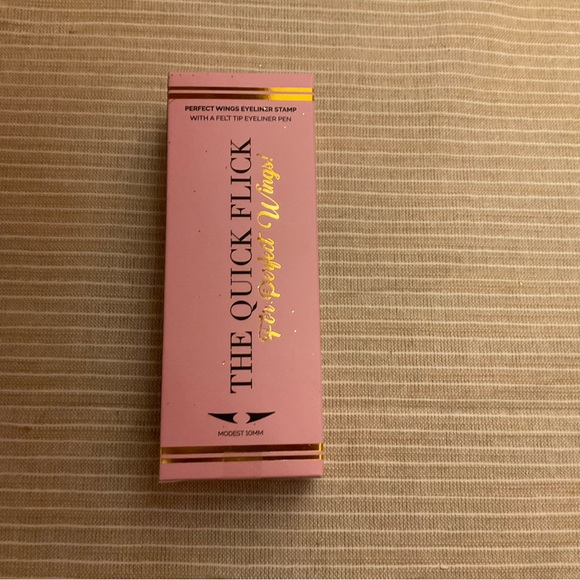 PERFECT WINGS EYELINER STAMP
WITH A FELT TIP EYELINER PEN
THE QUICK FLICK
For Perfect Wings!
MODEST 10MM